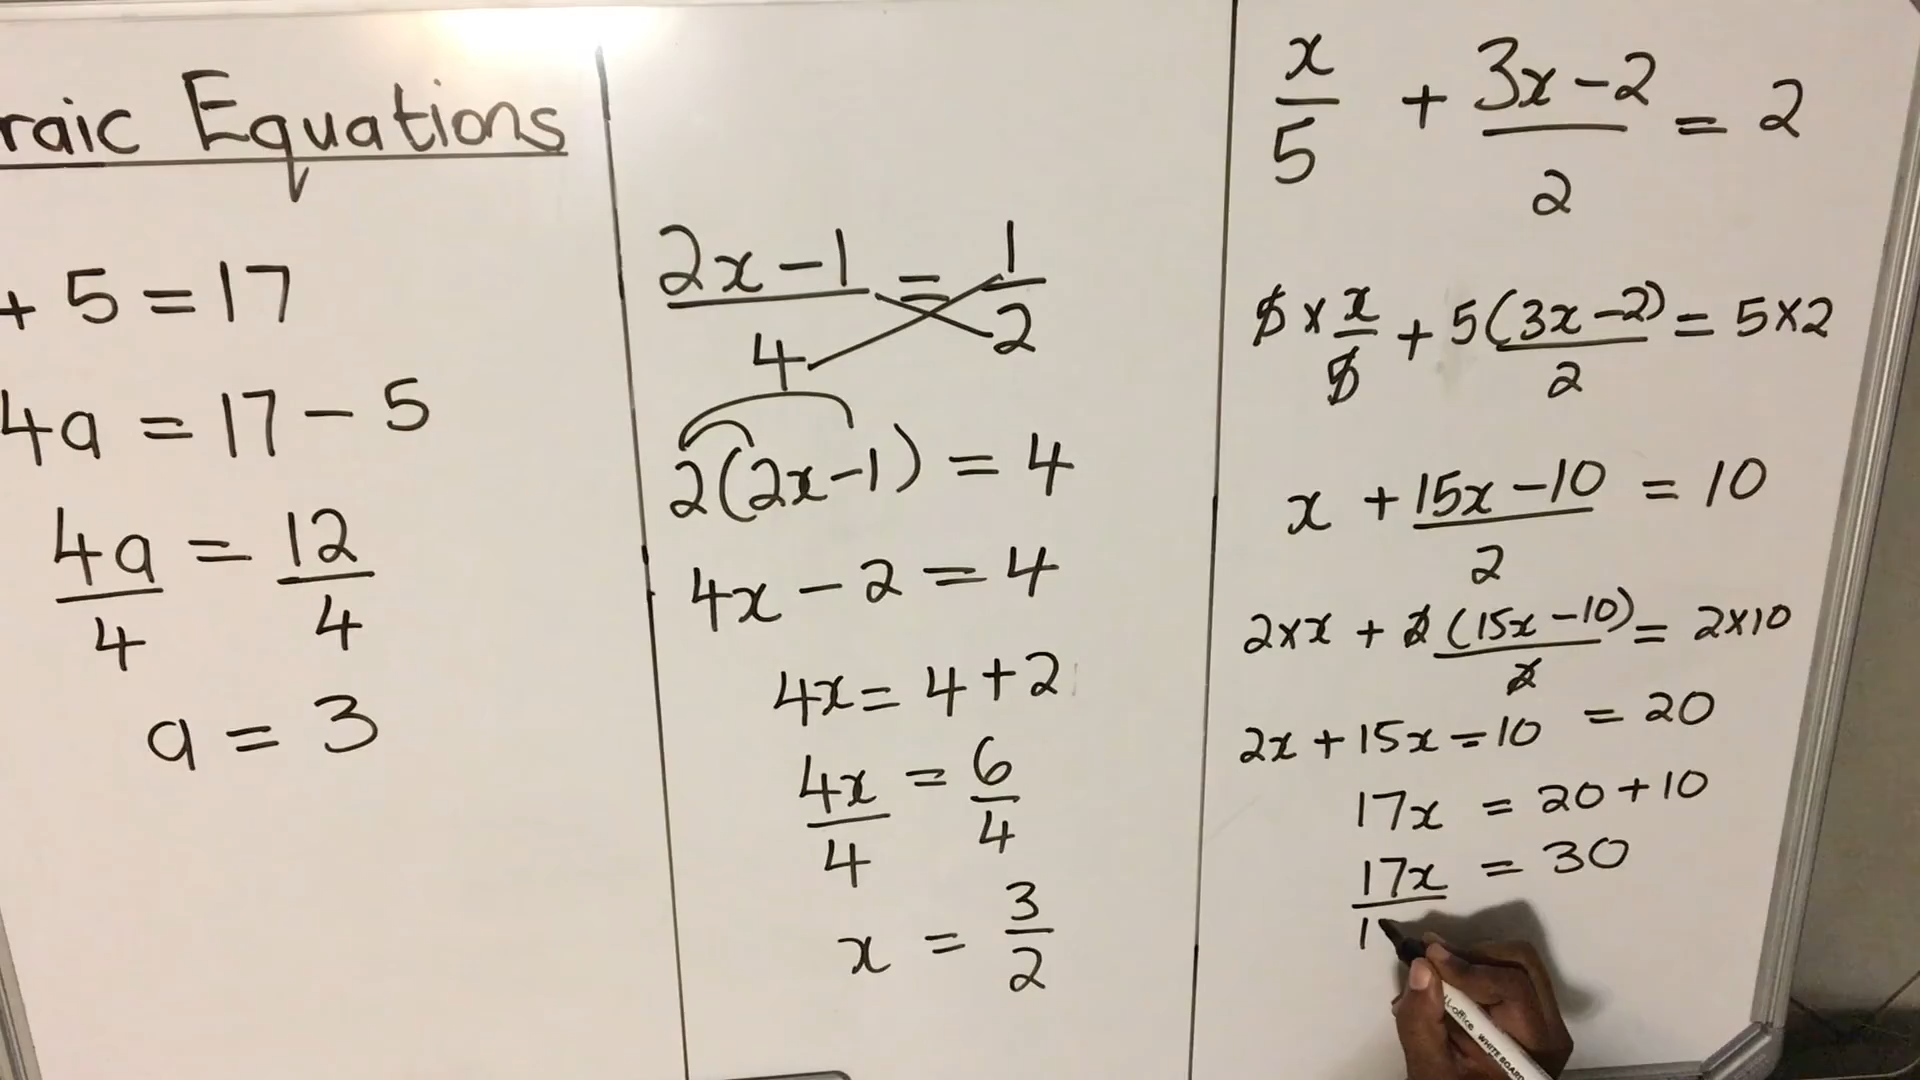 raic Equations
+ 5 = 17
4a = 17 - 5
4a/4 = 12/4
a = 3
2x - 1/4 = 1/2
2(2x - 1) = 4
4x - 2 = 4
4x = 4 + 2
4x/4 = 6/4
x = 3/2
x/5 + 3x - 2/2 = 2
5 × x/5 + 5(3x - 2)/2 = 5 × 2
x + 15x - 10/2 = 10
2 × x + 2(15x - 10)/2 = 2 × 10
2x + 15x - 10 = 20
17x = 20 + 10
17x/1 = 30
WHITEBOARD